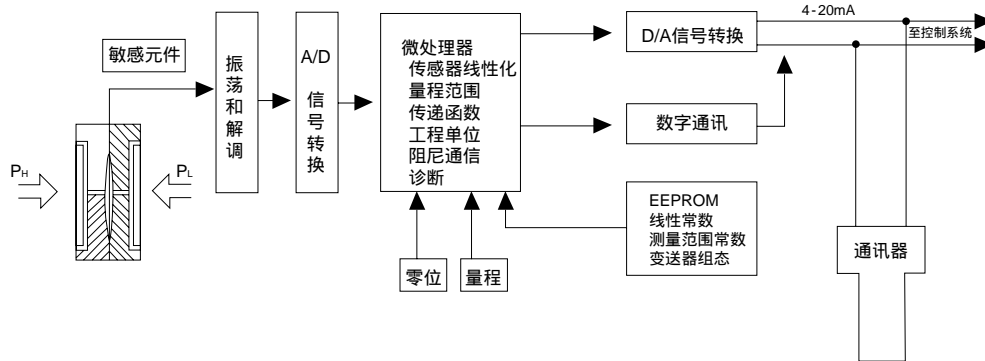 敏感元件
P_H
P_L
振荡和解调
A/D
信号转换
微处理器
传感器线性化
量程范围
传递函数
工程单位
阻尼通信
诊断
零位
量程
D/A信号转换
数字通讯
EEPROM
线性常数
测量范围常数
变送器组态
4-20mA
至控制系统
通讯器